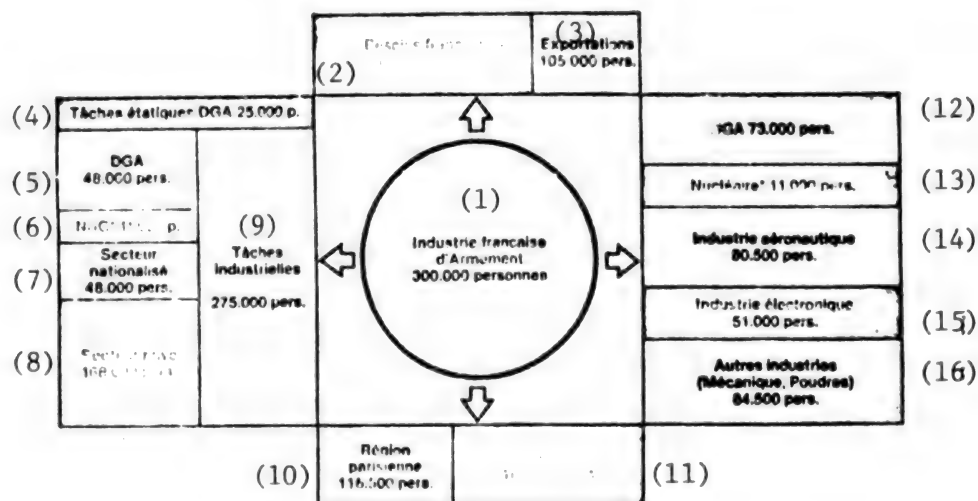 (3)
Exportations
105.000 pers.
(2)
(4)
Tâches étatiques DGA 25.000 p.
(12)
DGA 73.000 pers.
(5)
DGA
48.000 pers.
(13)
Nucléaire* 11.000 pers.
(6)
p.
(1)
Industrie francaise
d'Armement
300.000 personnen
(9)
Tâches
industrielles
275.000 pers.
(7)
Secteur
nationalisé
48.000 pers.
(14)
Industrie aéronautique
80.500 pers.
(15)
Industrie électronique
51.000 pers.
(8)
Secteur
(16)
Autres industries
(Mécanique, Poudres)
84.500 pers.
(10)
Région
parisienne
116.500 pers.
(11)